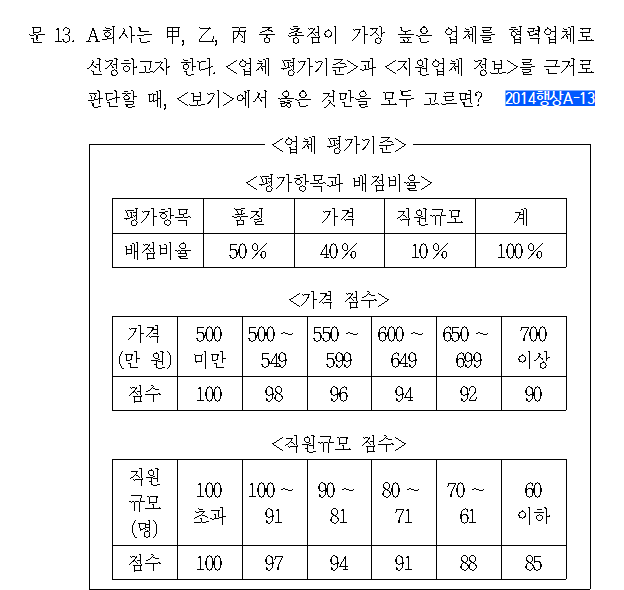 문 13. A회사는 甲, 乙, 丙 중 총점이 가장 높은 업체를 협력업체로
선정하고자 한다. <업체 평가기준>과 <지원업체 정보>를 근거로
판단할 때, <보기>에서 옳은 것만을 모두 고르면? 2014행상A-13
<업체 평가기준>
<평가항목과 배점비율>
평가항목 품질 가격 직원규모 계
배점비율 50% 40% 10% 100%
<가격 점수>
가격 (만 원) 500 미만 500~549 550~599 600~649 650~699 700 이상
점수 100 98 96 94 92 90
<직원규모 점수>
직원 규모 (명) 100 초과 100~91 90~81 80~71 70~61 60 이하
점수 100 97 94 91 88 85